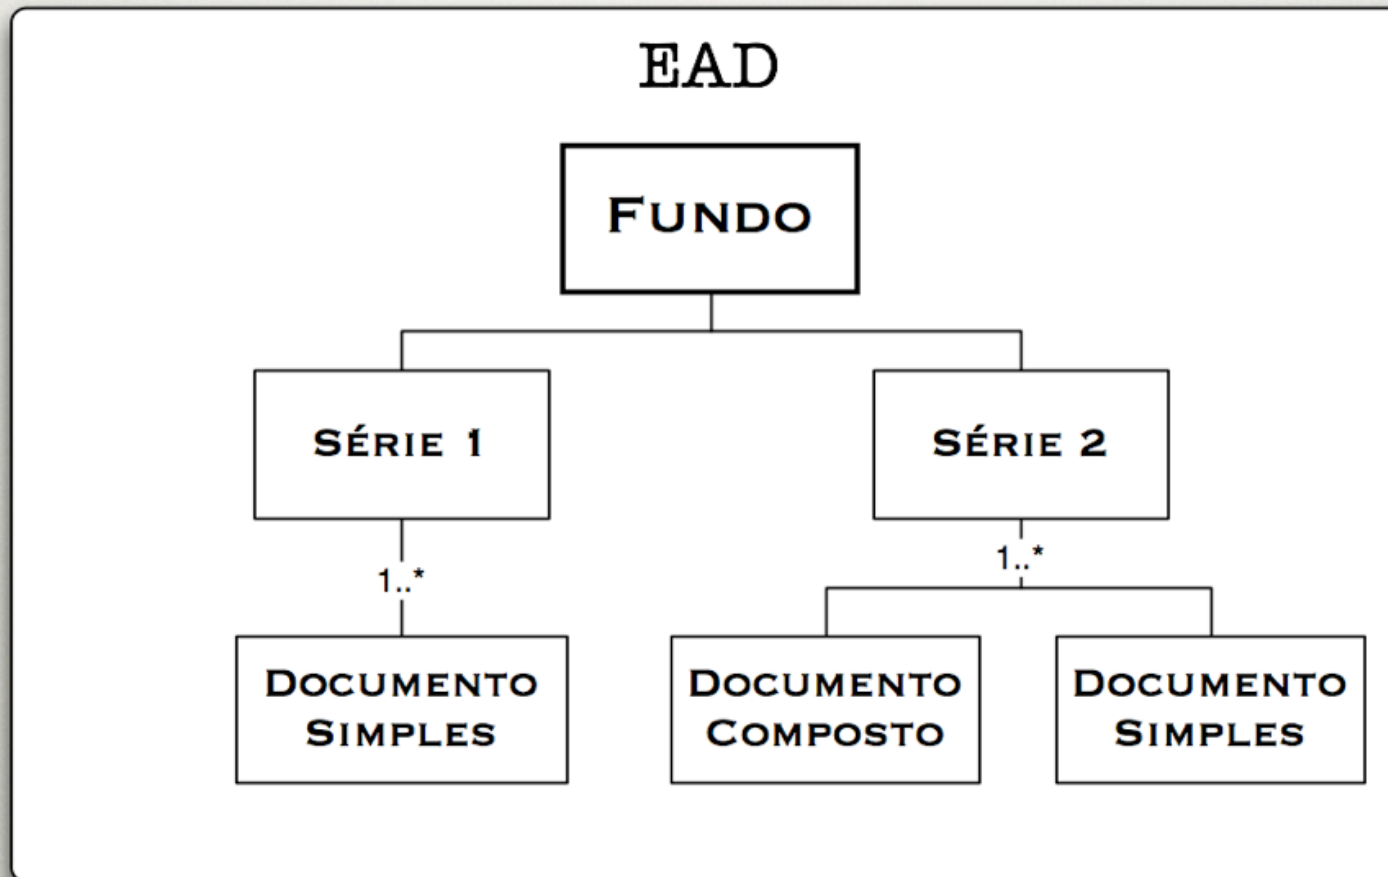 EAD
FUNDO
SÉRIE 1
SÉRIE 2
1..*
1..*
DOCUMENTO
SIMPLES
DOCUMENTO
COMPOSTO
DOCUMENTO
SIMPLES